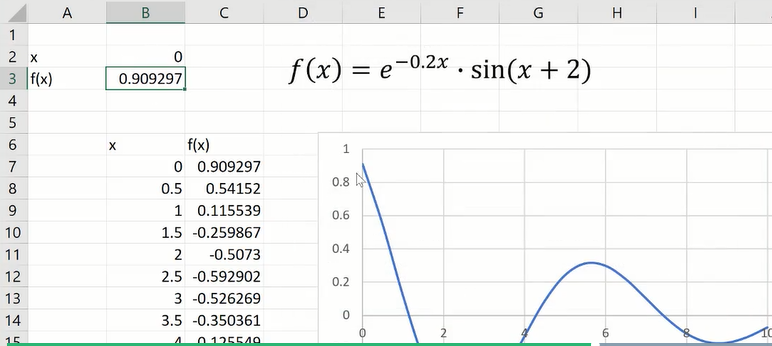 A B C D E F G H I
1
2 x 0
3 f(x) 0.909297
f(x) = e^−0.2x · sin(x + 2)
4
5
6 x f(x)
7 0 0.909297
8 0.5 0.54152
9 1 0.115539
10 1.5 -0.259867
11 2 -0.5073
12 2.5 -0.592902
13 3 -0.526269
14 3.5 -0.350361
15 4 0.125549
1
0.8
0.6
0.4
0.2
0
0 2 4 6 8 10